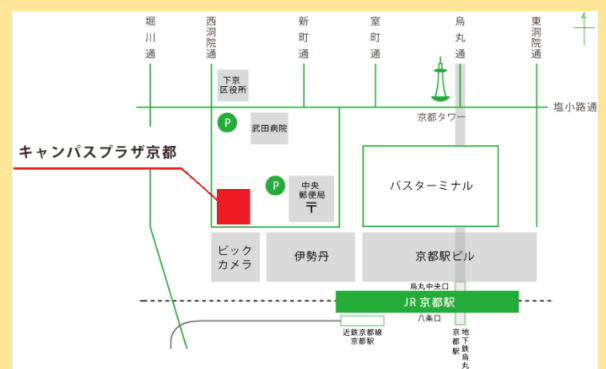 堀川通
西洞院通
新町通
室町通
烏丸通
東洞院通
下京
区役所
塩小路通
京都タワー
P
武田病院
キャンパスプラザ京都
P
中央
郵便局
〒
バスターミナル
ビック
カメラ
伊勢丹
京都駅ビル
烏丸中央口
JR 京都駅
八条口
近鉄京都線
京都駅
地下鉄烏丸
京都駅